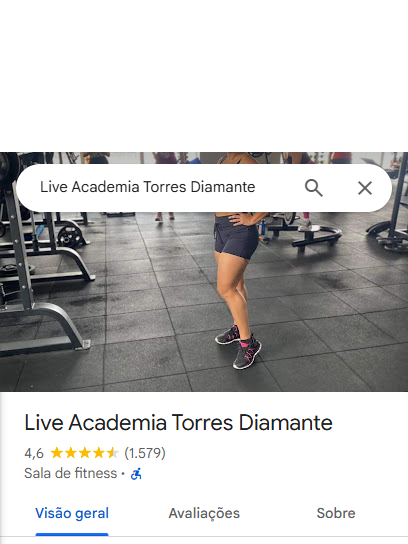 Live Academia Torres Diamante
Live Academia Torres Diamante
4,6 (1.579)
Sala de fitness ·
Visão geral Avaliações Sobre